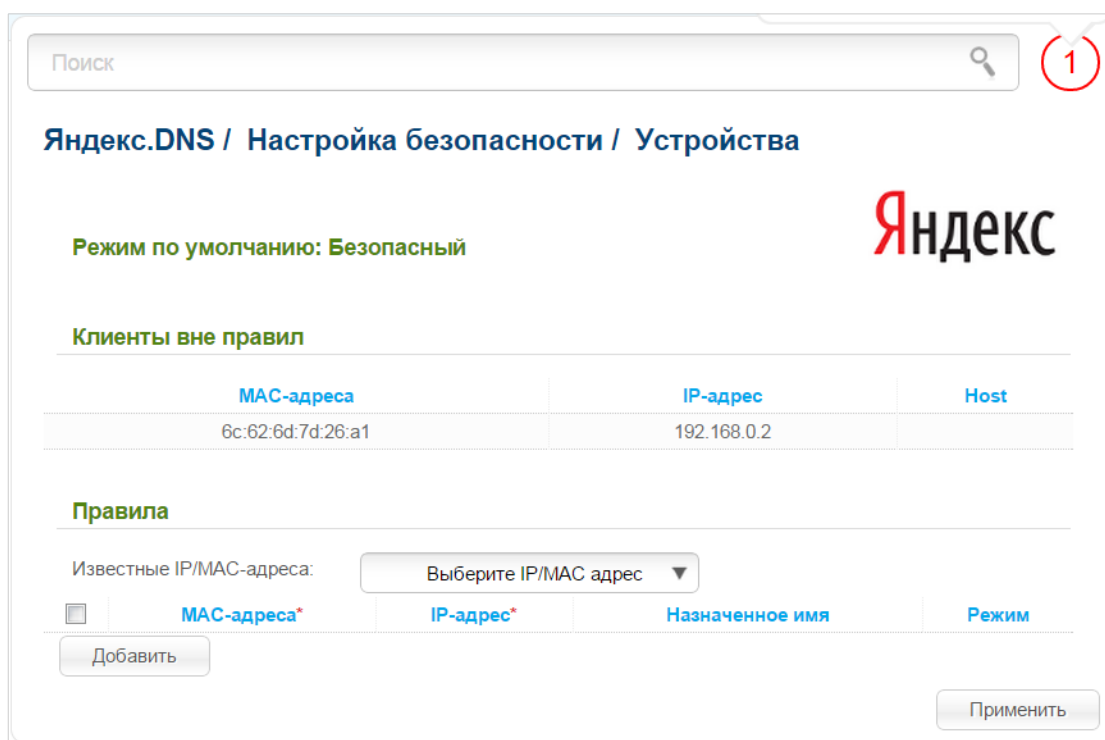 Поиск
1
Яндекс.DNS / Настройка безопасности / Устройства
Яндекс
Режим по умолчанию: Безопасный
Клиенты вне правил
MAC-адреса IP-адрес Host
6c:62:6d:7d:26:a1 192.168.0.2
Правила
Известные IP/MAC-адреса: Выберите IP/MAC адрес
MAC-адреса* IP-адрес* Назначенное имя Режим
Добавить
Применить